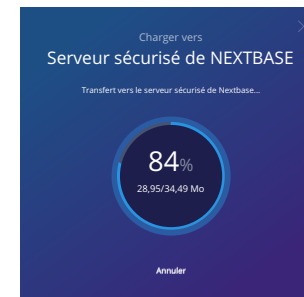 Charger vers
Serveur sécurisé de NEXTBASE
Transfert vers le serveur sécurisé de Nextbase...
84%
28,95/34,49 Mo
Annuler